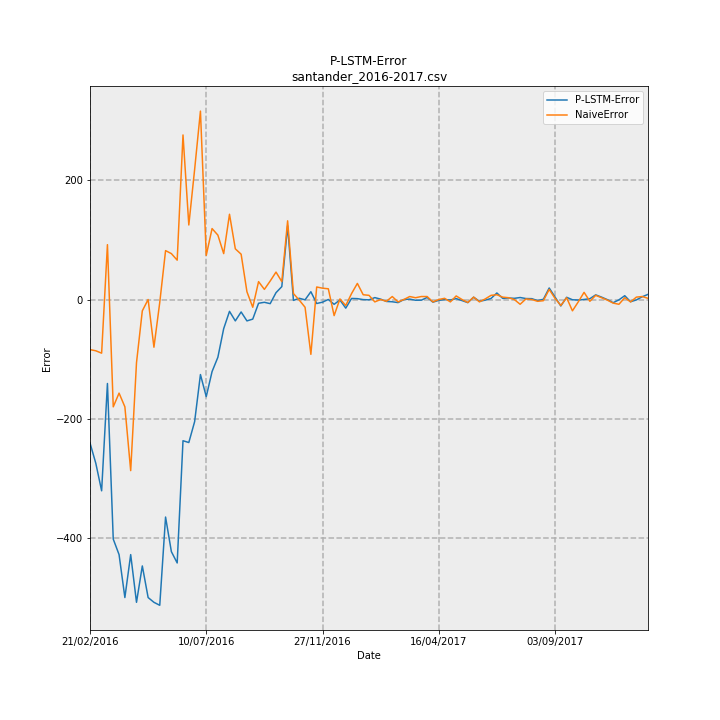 P-LSTM-Error
santander_2016-2017.csv
P-LSTM-Error
NaiveError
200
0
−200
−400
Error
21/02/2016 10/07/2016 27/11/2016 16/04/2017 03/09/2017
Date